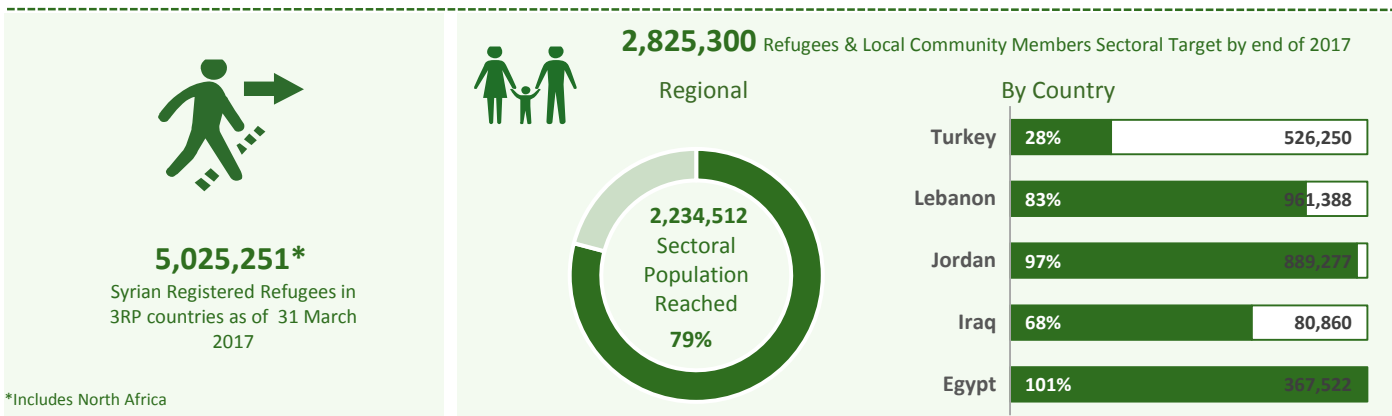 5,025,251*
Syrian Registered Refugees in
3RP countries as of 31 March
2017
*Includes North Africa
2,825,300 Refugees & Local Community Members Sectoral Target by end of 2017
Regional
2,234,512
Sectoral
Population
Reached
79%
By Country
Turkey 28% 526,250
Lebanon 83% 961,388
Jordan 97% 889,277
Iraq 68% 80,860
Egypt 101% 367,522